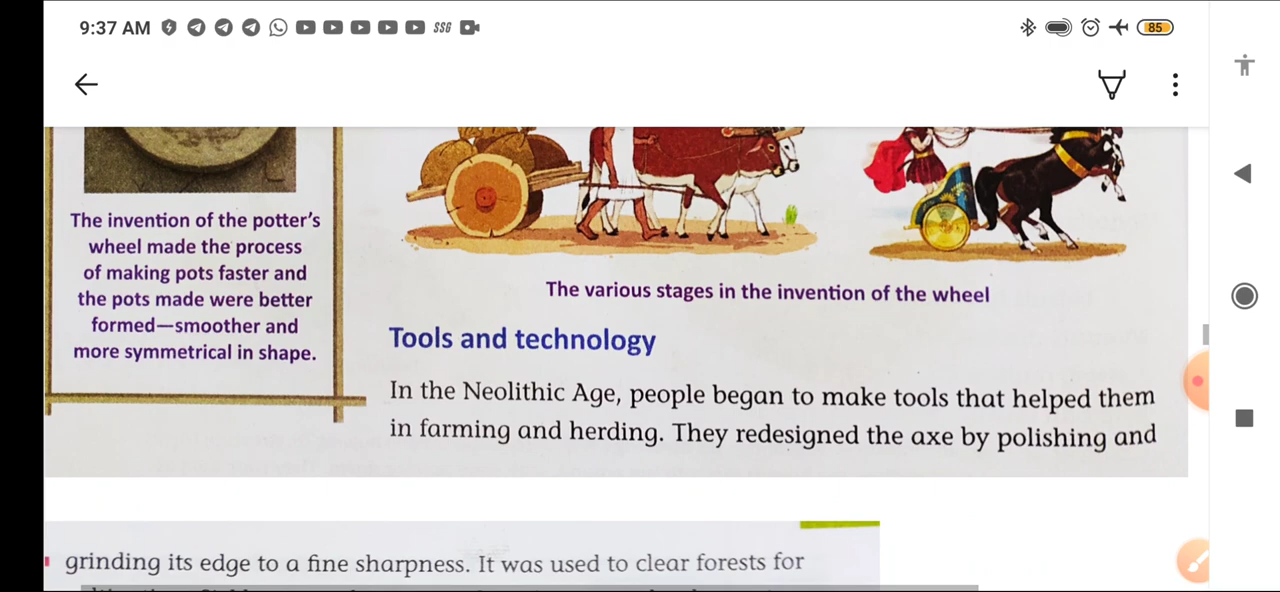 9:37 AM
SSG
85
The invention of the potter's
wheel made the process
of making pots faster and
the pots made were better
formed—smoother and
more symmetrical in shape.
The various stages in the invention of the wheel
Tools and technology
In the Neolithic Age, people began to make tools that helped them
in farming and herding. They redesigned the axe by polishing and
grinding its edge to a fine sharpness. It was used to clear forests for